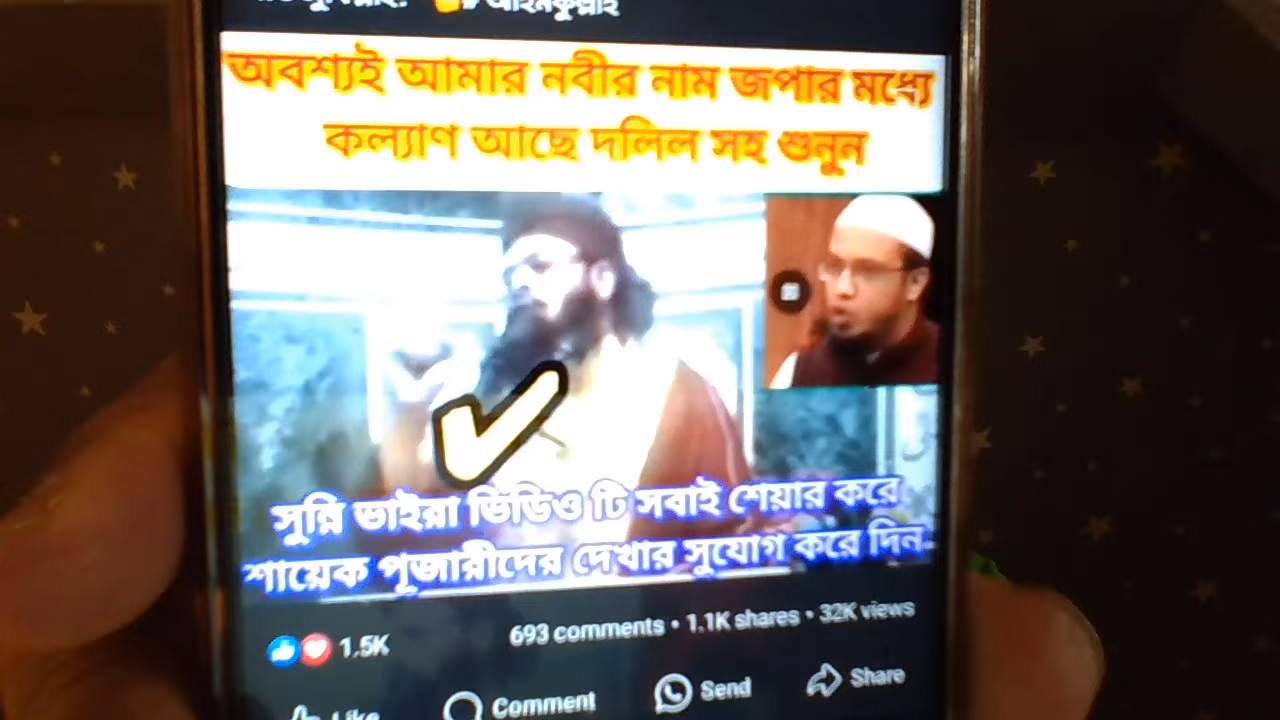 অবশ্যই আমার নবীর নাম জপার মধ্যে
কল্যাণ আছে দলিল সহ শুনুন
সুন্নি ভাইরা ভিডিও টি সবাই শেয়ার করে
শায়েক পূজারীদের দেখার সুযোগ করে দিন
1.5K
693 comments • 1.1K shares • 32K views
Like Comment Send Share